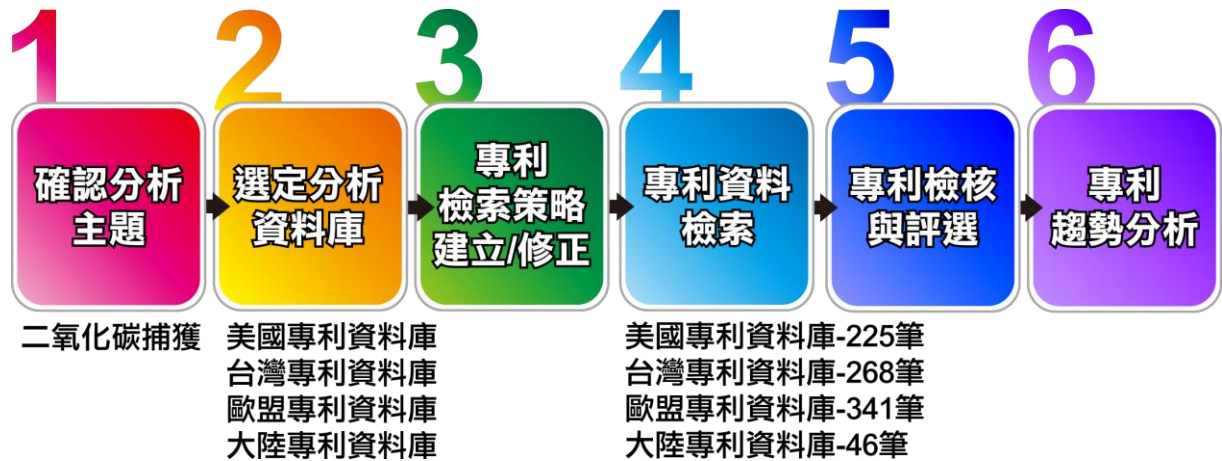 1
確認分析
主題
二氧化碳捕獲
2
選定分析
資料庫
美國專利資料庫
台灣專利資料庫
歐盟專利資料庫
大陸專利資料庫
3
專利
檢索策略
建立/修正
4
專利資料
檢索
美國專利資料庫-225筆
台灣專利資料庫-268筆
歐盟專利資料庫-341筆
大陸專利資料庫-46筆
5
專利檢核
與評選
6
專利
趨勢分析